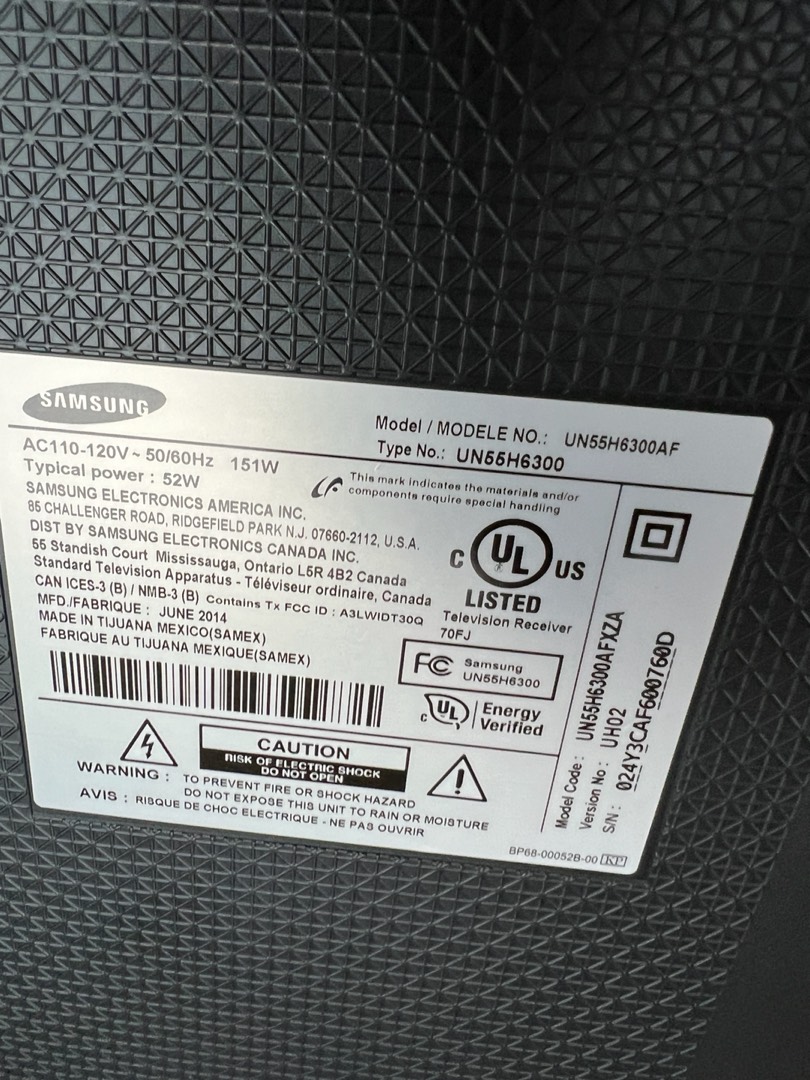 SAMSUNG
Model / MODELE NO.: UN55H6300AF
Type No.: UN55H6300
AC110-120V~ 50/60Hz 151W
Typical power : 52W
This mark indicates the materials and/or
components require special handling
SAMSUNG ELECTRONICS AMERICA INC.
85 CHALLENGER ROAD, RIDGEFIELD PARK N.J. 07660-2112, U.S.A.
DIST BY SAMSUNG ELECTRONICS CANADA INC.
55 Standish Court Mississauga, Ontario L5R 4B2 Canada
Standard Television Apparatus - Téléviseur ordinaire, Canada
CAN ICES-3 (B) / NMB-3 (B) Contains Tx FCC ID : A3LWIDT30Q
MFD./FABRIQUE : JUNE 2014
MADE IN TIJUANA MEXICO(SAMEX)
FABRIQUE AU TIJUANA MEXIQUE(SAMEX)
C UL US
LISTED
Television Receiver
70FJ
FC Samsung
UN55H6300
c UL Energy
Verified
CAUTION
RISK OF ELECTRIC SHOCK
DO NOT OPEN
WARNING : TO PREVENT FIRE OR SHOCK HAZARD
DO NOT EXPOSE THIS UNIT TO RAIN OR MOISTURE
AVIS : RISQUE DE CHOC ELECTRIQUE - NE PAS OUVRIR
BP68-00052B-00 KP
Model Code : UN55H6300AFXZA
Version No : UH02
S/N : 024Y3CAF600760D